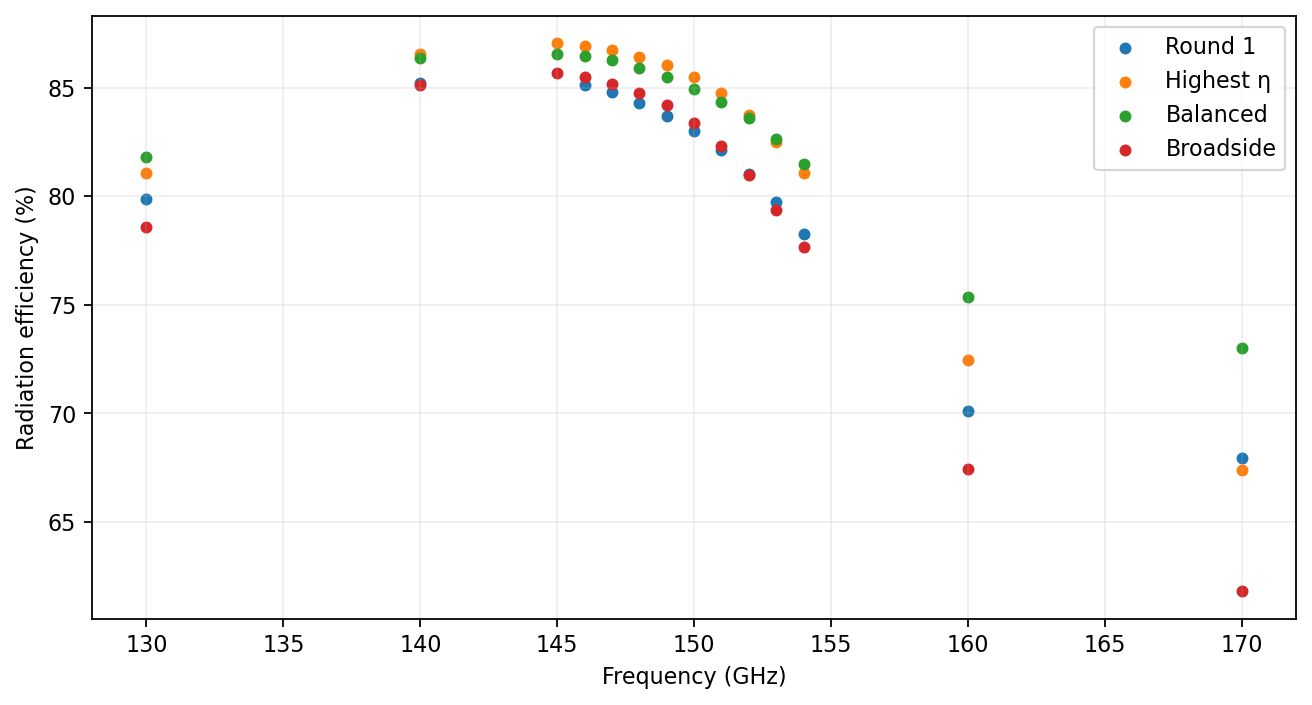 Round 1
Highest η
Balanced
Broadside
85
80
75
70
65
Radiation efficiency (%)
130 135 140 145 150 155 160 165 170
Frequency (GHz)